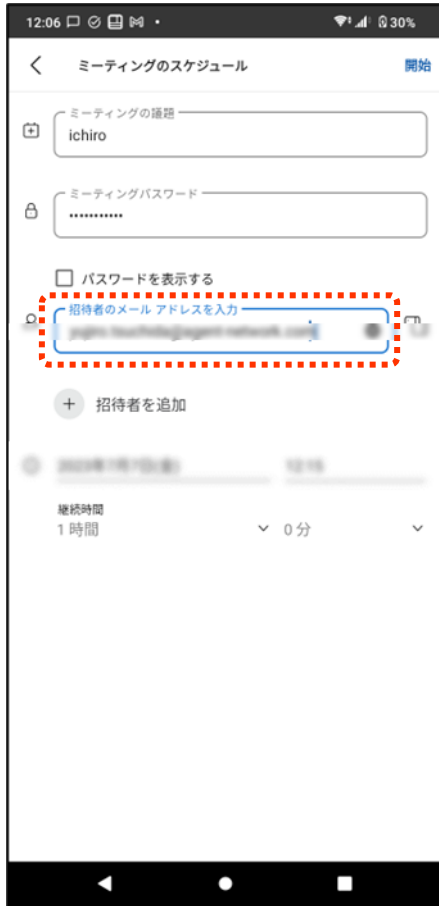 12:06
30%
ミーティングのスケジュール 開始
ミーティングの議題
ichiro
ミーティングパスワード
•••••••••••
パスワードを表示する
招待者のメール アドレスを入力
招待者を追加
継続時間
1 時間 0 分